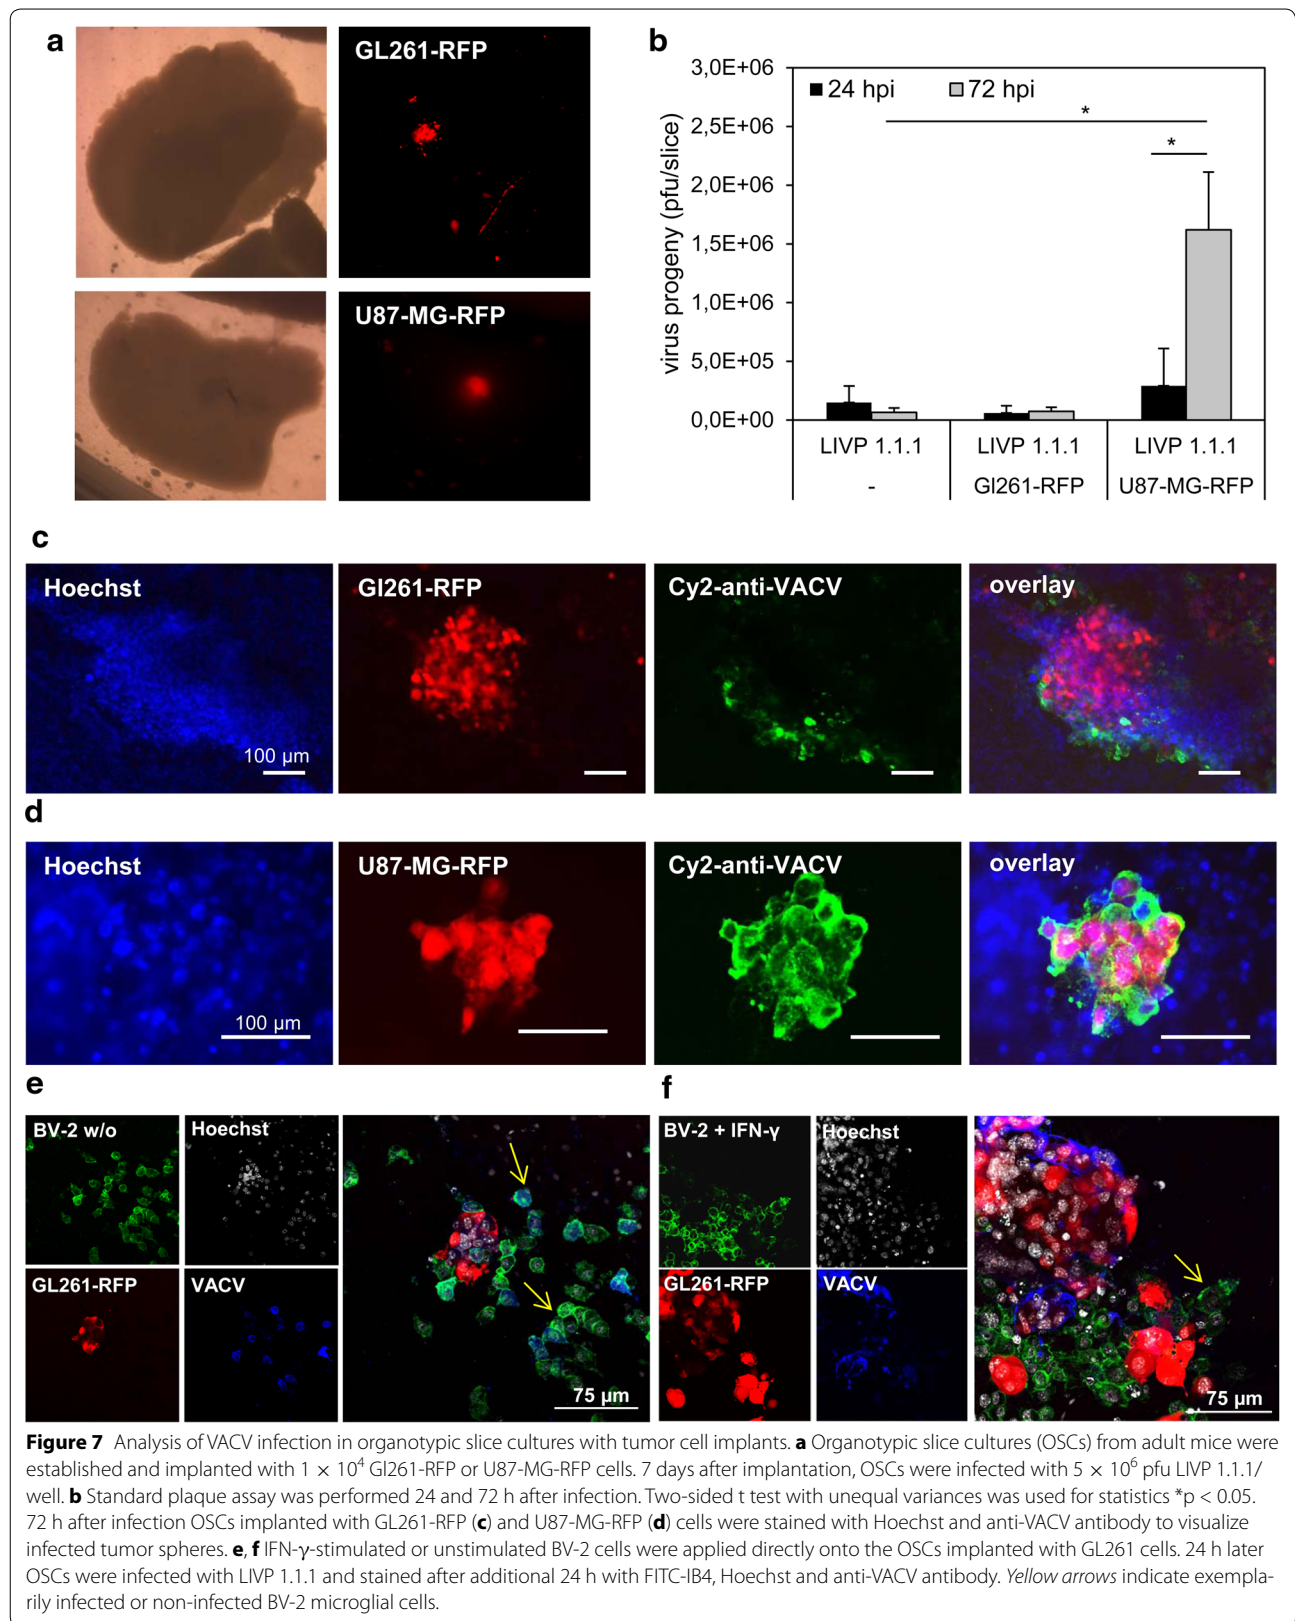 a
GL261-RFP
U87-MG-RFP
b
3,0E+06
2,5E+06
2,0E+06
1,5E+06
1,0E+06
5,0E+05
0,0E+00
virus progeny (pfu/slice)
24 hpi
72 hpi
*
*
LIVP 1.1.1
LIVP 1.1.1
LIVP 1.1.1
-
Gl261-RFP
U87-MG-RFP
c
Hoechst
100 µm
Gl261-RFP
Cy2-anti-VACV
overlay
d
Hoechst
100 µm
U87-MG-RFP
Cy2-anti-VACV
overlay
e
BV-2 w/o
Hoechst
GL261-RFP
VACV
75 µm
f
BV-2 + IFN-γ
Hoechst
GL261-RFP
VACV
75 µm
Figure 7 Analysis of VACV infection in organotypic slice cultures with tumor cell implants. a Organotypic slice cultures (OSCs) from adult mice were
established and implanted with 1 × 10⁴ Gl261-RFP or U87-MG-RFP cells. 7 days after implantation, OSCs were infected with 5 × 10⁶ pfu LIVP 1.1.1/
well. b Standard plaque assay was performed 24 and 72 h after infection. Two-sided t test with unequal variances was used for statistics *p < 0.05.
72 h after infection OSCs implanted with GL261-RFP (c) and U87-MG-RFP (d) cells were stained with Hoechst and anti-VACV antibody to visualize
infected tumor spheres. e, f IFN-γ-stimulated or unstimulated BV-2 cells were applied directly onto the OSCs implanted with GL261 cells. 24 h later
OSCs were infected with LIVP 1.1.1 and stained after additional 24 h with FITC-IB4, Hoechst and anti-VACV antibody. Yellow arrows indicate exempla-
rily infected or non-infected BV-2 microglial cells.